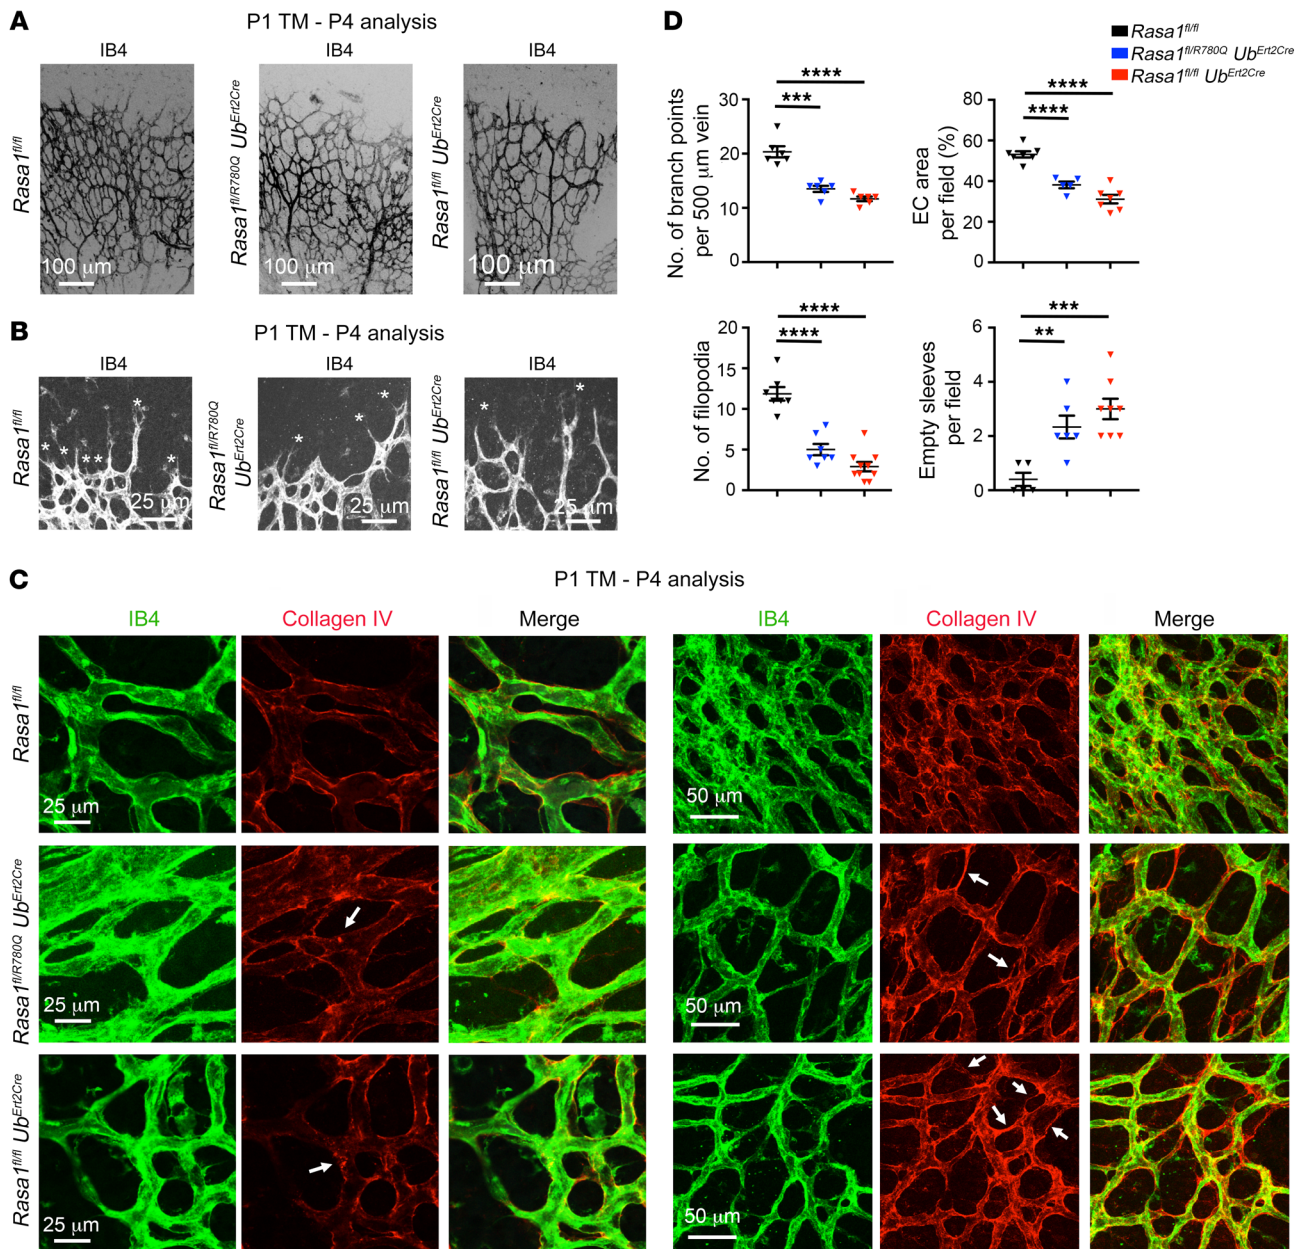 A
P1 TM - P4 analysis
IB4
IB4
IB4
Rasa1fl/fl
Rasa1fl/R780Q UbErt2Cre
Rasa1fl/fl UbErt2Cre
100 μm
100 μm
100 μm
B
P1 TM - P4 analysis
IB4
IB4
IB4
Rasa1fl/fl
Rasa1fl/R780Q
UbErt2Cre
Rasa1fl/fl UbErt2Cre
* * * * * *
* * *
* *
25 μm
25 μm
25 μm
D
Rasa1fl/fl
Rasa1fl/R780Q UbErt2Cre
Rasa1fl/fl UbErt2Cre
No. of branch points
per 500 μm vein
30
20
10
0
****
***
EC area
per field (%)
80
60
40
20
0
****
****
No. of filopodia
20
15
10
5
0
****
****
Empty sleeves
per field
6
4
2
0
***
**
C
P1 TM - P4 analysis
IB4
Collagen IV
Merge
IB4
Collagen IV
Merge
Rasa1fl/fl
25 μm
50 μm
Rasa1fl/R780Q UbErt2Cre
25 μm
50 μm
Rasa1fl/fl UbErt2Cre
25 μm
50 μm